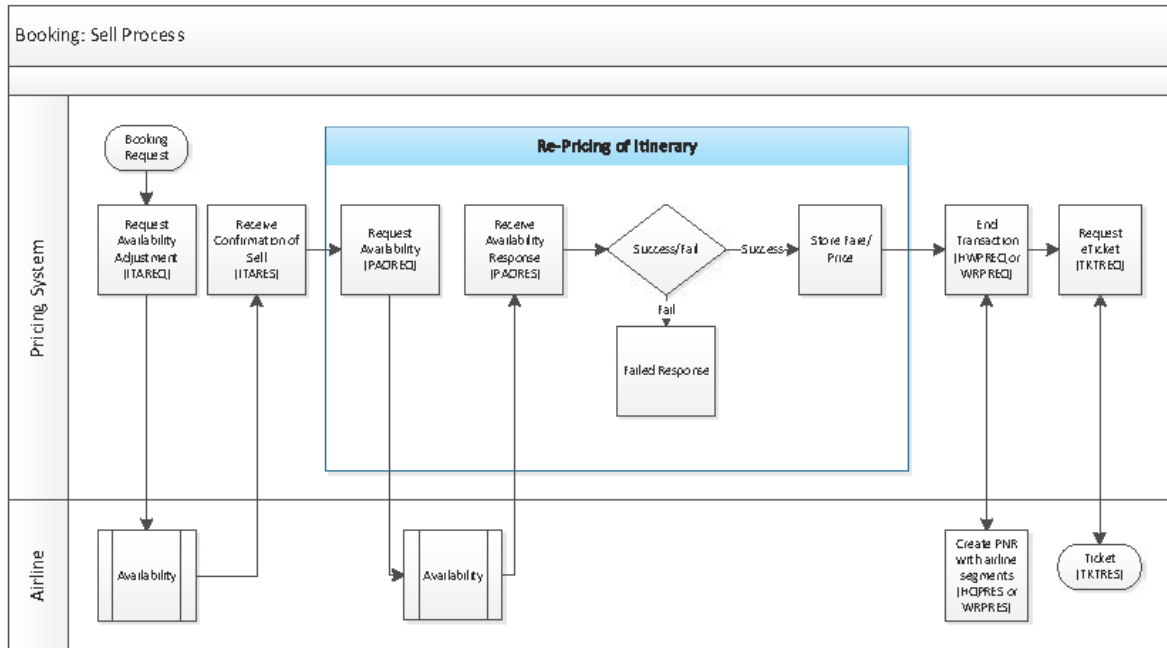 Booking: Sell Process
Pricing System
Booking
Request
Request
Availability
Adjustment
(ITAREQ)
Receive
Confirmation of
Sell
(ITARES)
Re-Pricing of Itinerary
Request
Availability
(PAOREQ)
Receive
Availability
Response
(PAORES)
Success/Fail
Success
Fail
Failed Response
Store Fare/
Price
End
Transaction
(HWPREQ or
WRPREQ)
Request
eTicket
(TKTREQ)
Airline
Availability
Availability
Create PNR
with airline
segments
WRPRES)
Ticket
(TKTRES)